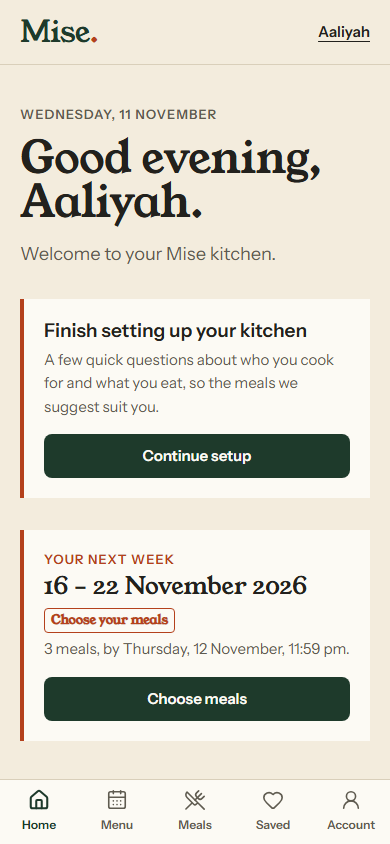 Mise.
Aaliyah
WEDNESDAY, 11 NOVEMBER
Good evening,
Aaliyah.
Welcome to your Mise kitchen.
Finish setting up your kitchen
A few quick questions about who you cook
for and what you eat, so the meals we
suggest suit you.
Continue setup
YOUR NEXT WEEK
16 – 22 November 2026
Choose your meals
3 meals, by Thursday, 12 November, 11:59 pm.
Choose meals
Home
Menu
Meals
Saved
Account